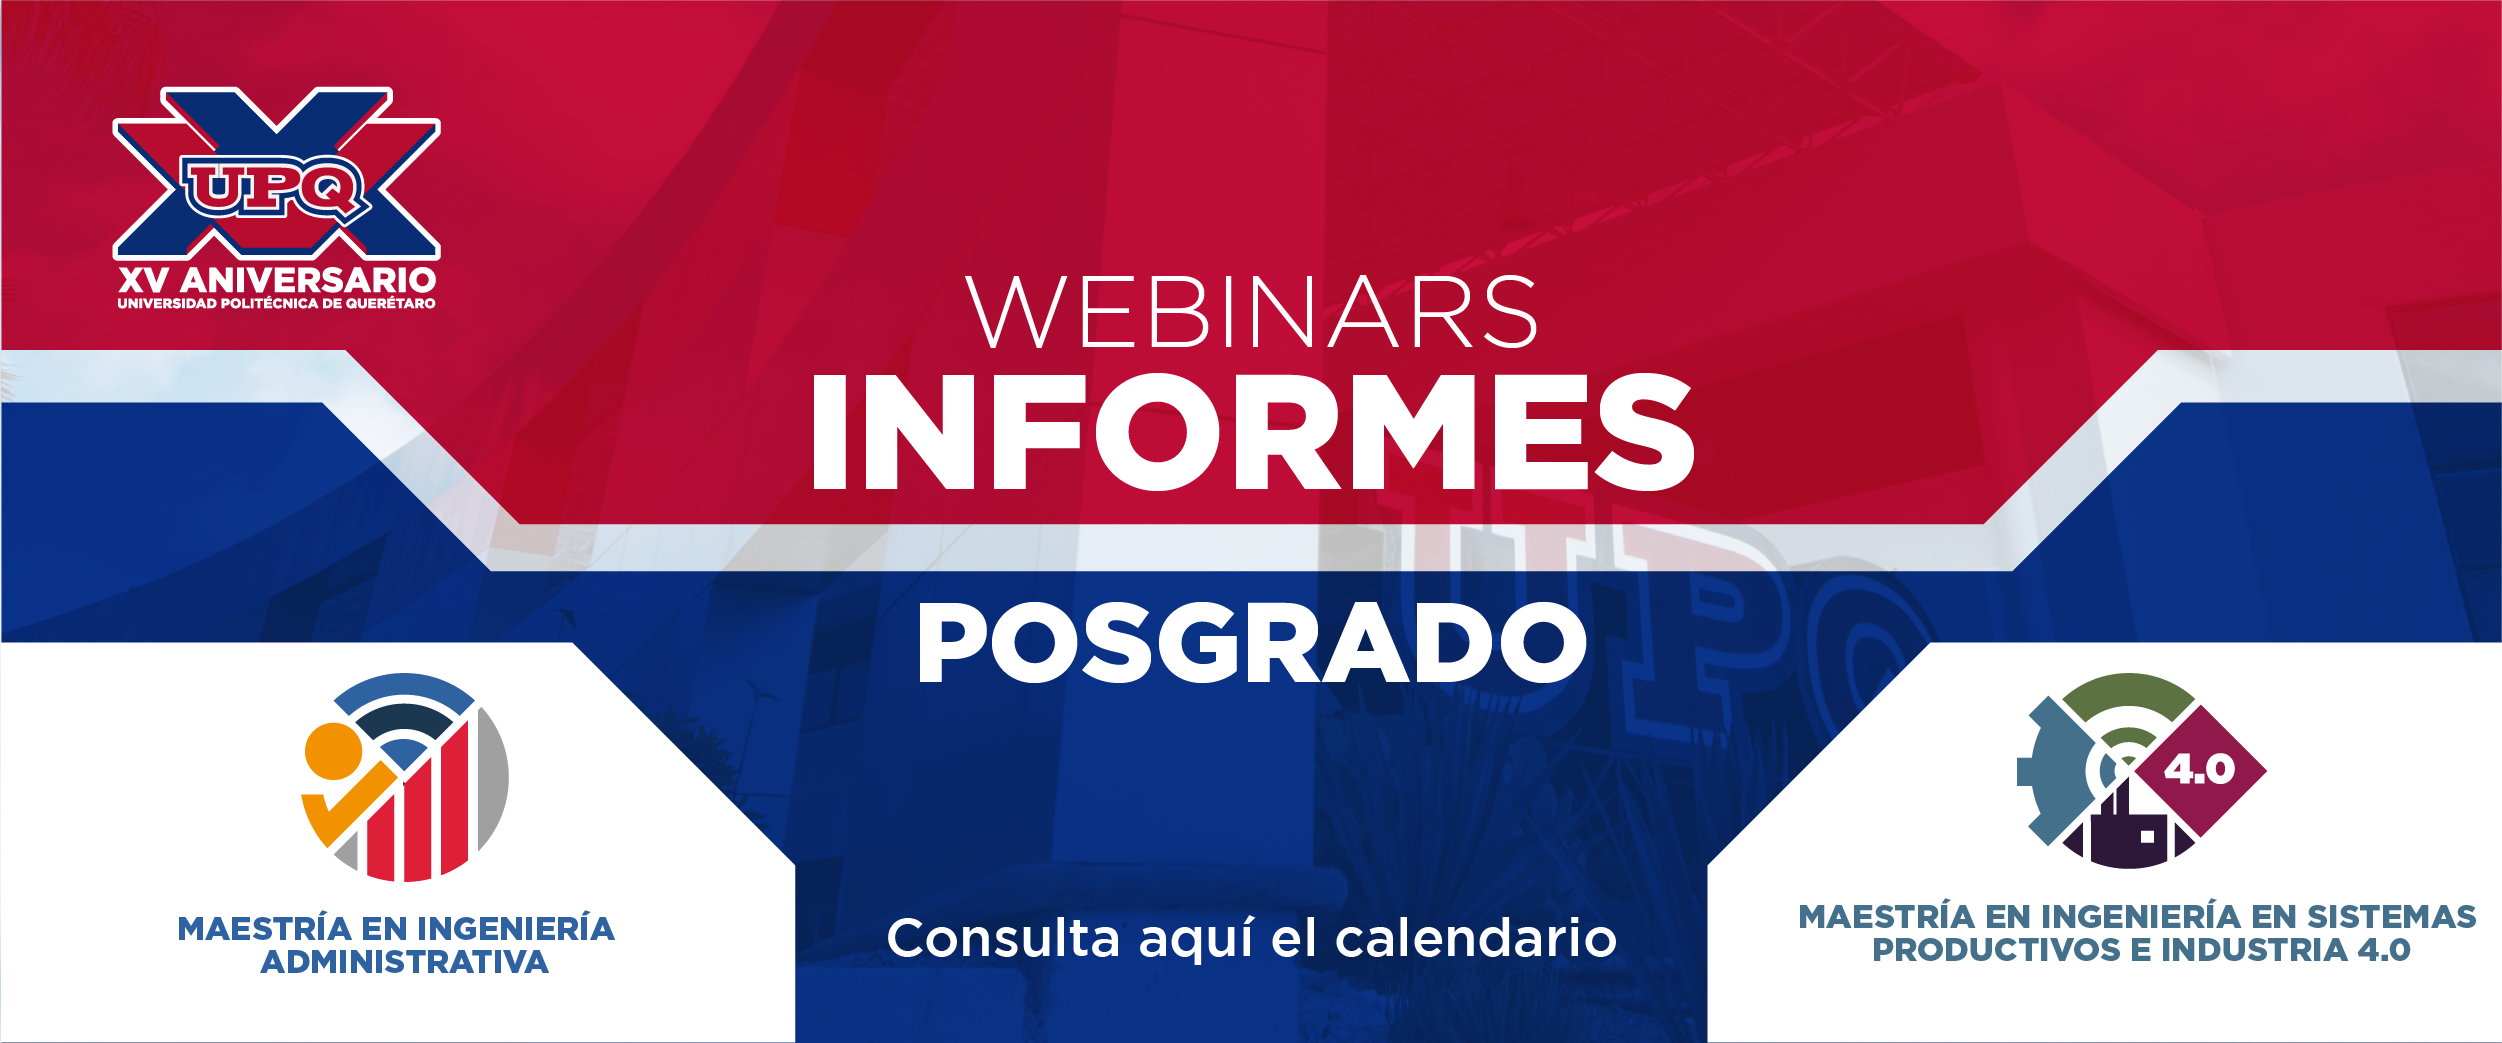 UPQ
XV ANIVERSARIO
UNIVERSIDAD POLITÉCNICA DE QUERÉTARO
WEBINARS
INFORMES
UPQ
POSGRADO
MAESTRÍA EN INGENIERÍA
ADMINISTRATIVA
Consulta aquí el calendario
4.0
MAESTRÍA EN INGENIERÍA EN SISTEMAS
PRODUCTIVOS E INDUSTRIA 4.0